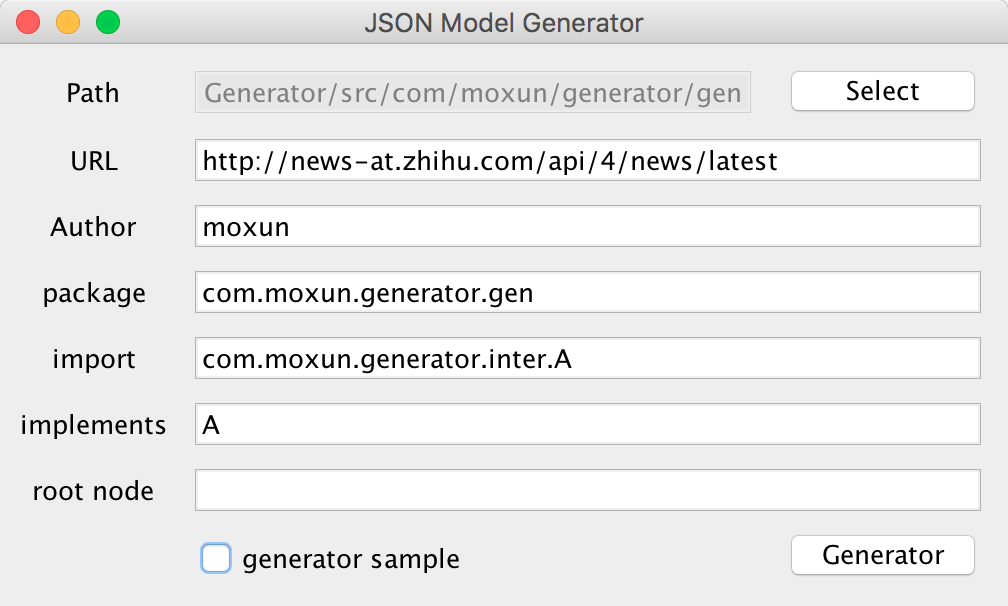 JSON Model Generator
Path Generator/src/com/moxun/generator/gen Select
URL http://news-at.zhihu.com/api/4/news/latest
Author moxun
package com.moxun.generator.gen
import com.moxun.generator.inter.A
implements A
root node
generator sample Generator